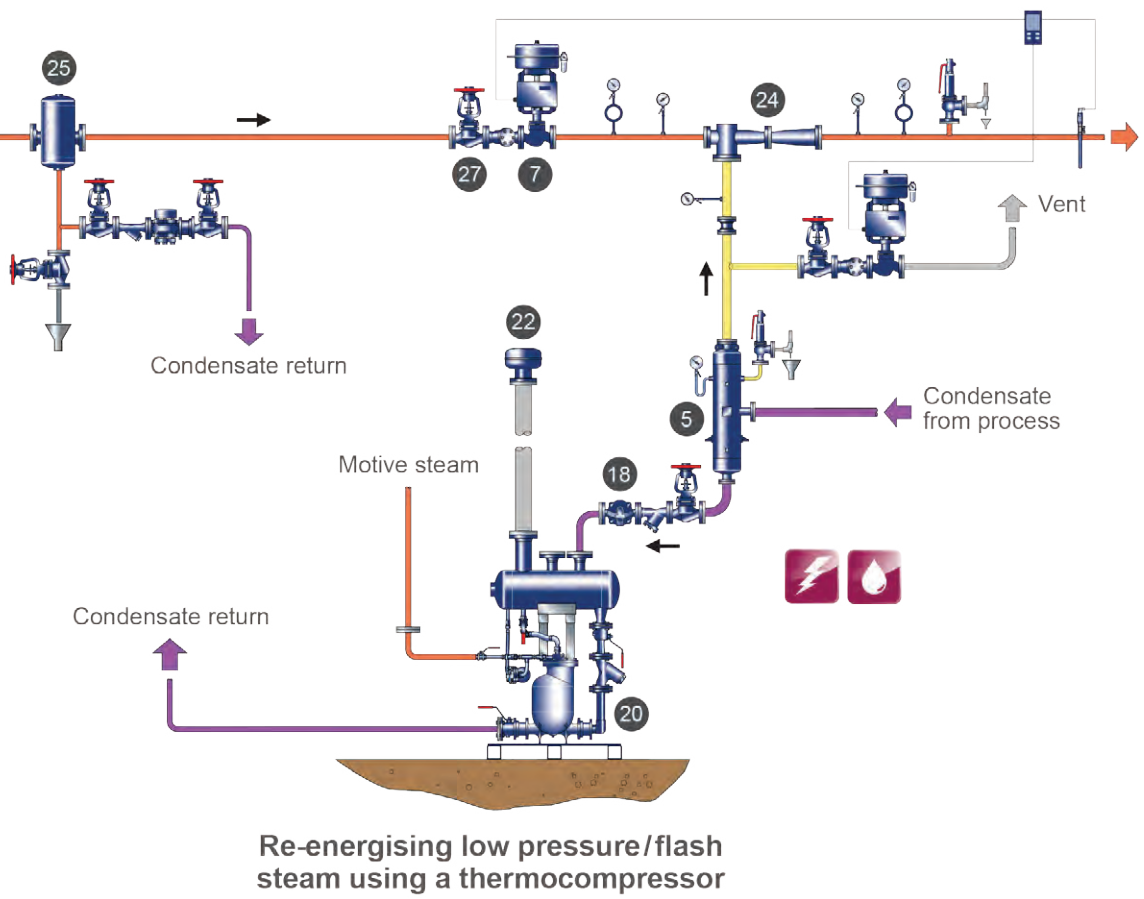 25
24
27
7
Vent
Condensate return
22
5
Condensate
from process
Motive steam
18
Condensate return
20
Re-energising low pressure/flash
steam using a thermocompressor